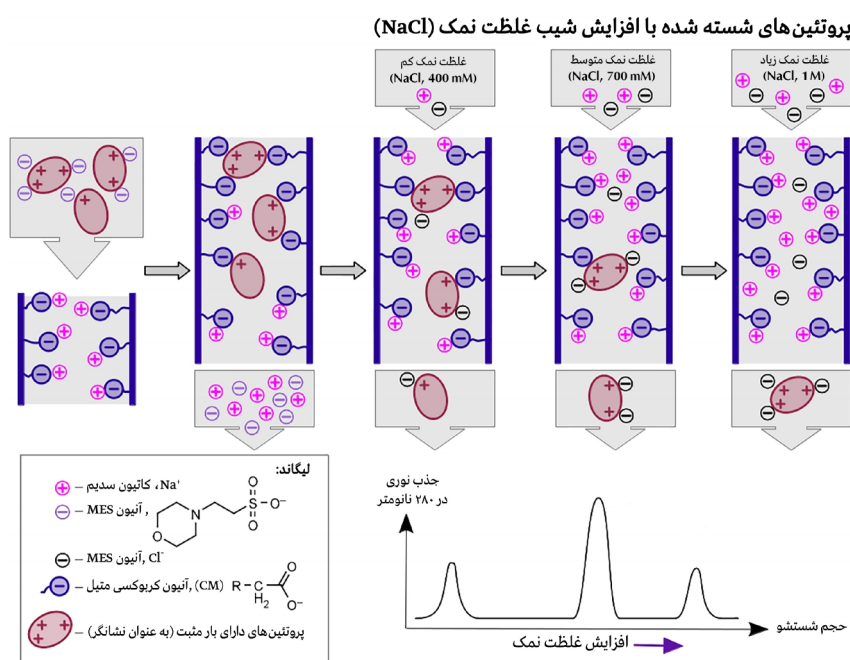 پروتئین‌های شسته شده با افزایش شیب غلظت نمک (NaCl)
غلظت نمک کم
(NaCl, 400 mM)
غلظت نمک متوسط
(NaCl, 700 mM)
غلظت نمک زیاد
(NaCl, 1M)
لیگاند:
Na⁺، کاتیون سدیم –
, آنیون MES –
Cl⁻, آنیون MES –
(CM), آنیون کربوکسی متیل –
پروتئین‌های دارای بار مثبت (به عنوان نشانگر) –
O
S
O⁻
O
N
O
R
C
H₂
O
O⁻
جذب نوری
در ۲۸۰ نانومتر
حجم شستشو
افزایش غلظت نمک